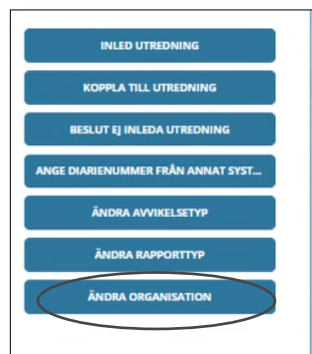 INLED UTREDNING
KOPPLA TILL UTREDNING
BESLUT EJ INLEDA UTREDNING
ANGE DIARIENUMMER FRÅN ANNAT SYST...
ÄNDRA AVVIKELSETYP
ÄNDRA RAPPORTTYP
ÄNDRA ORGANISATION